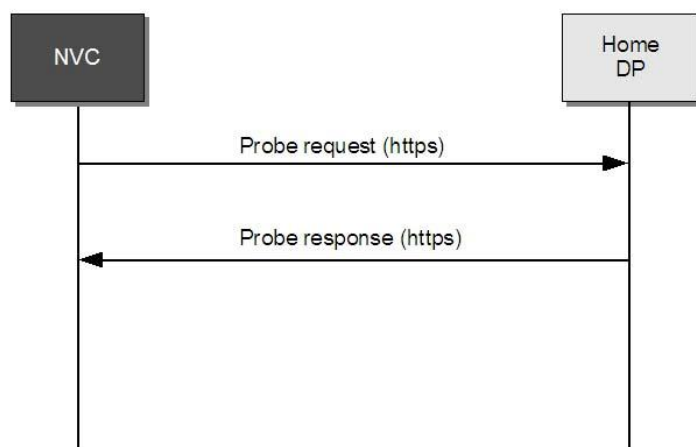 NVC
Home
DP
Probe request (https)
Probe response (https)